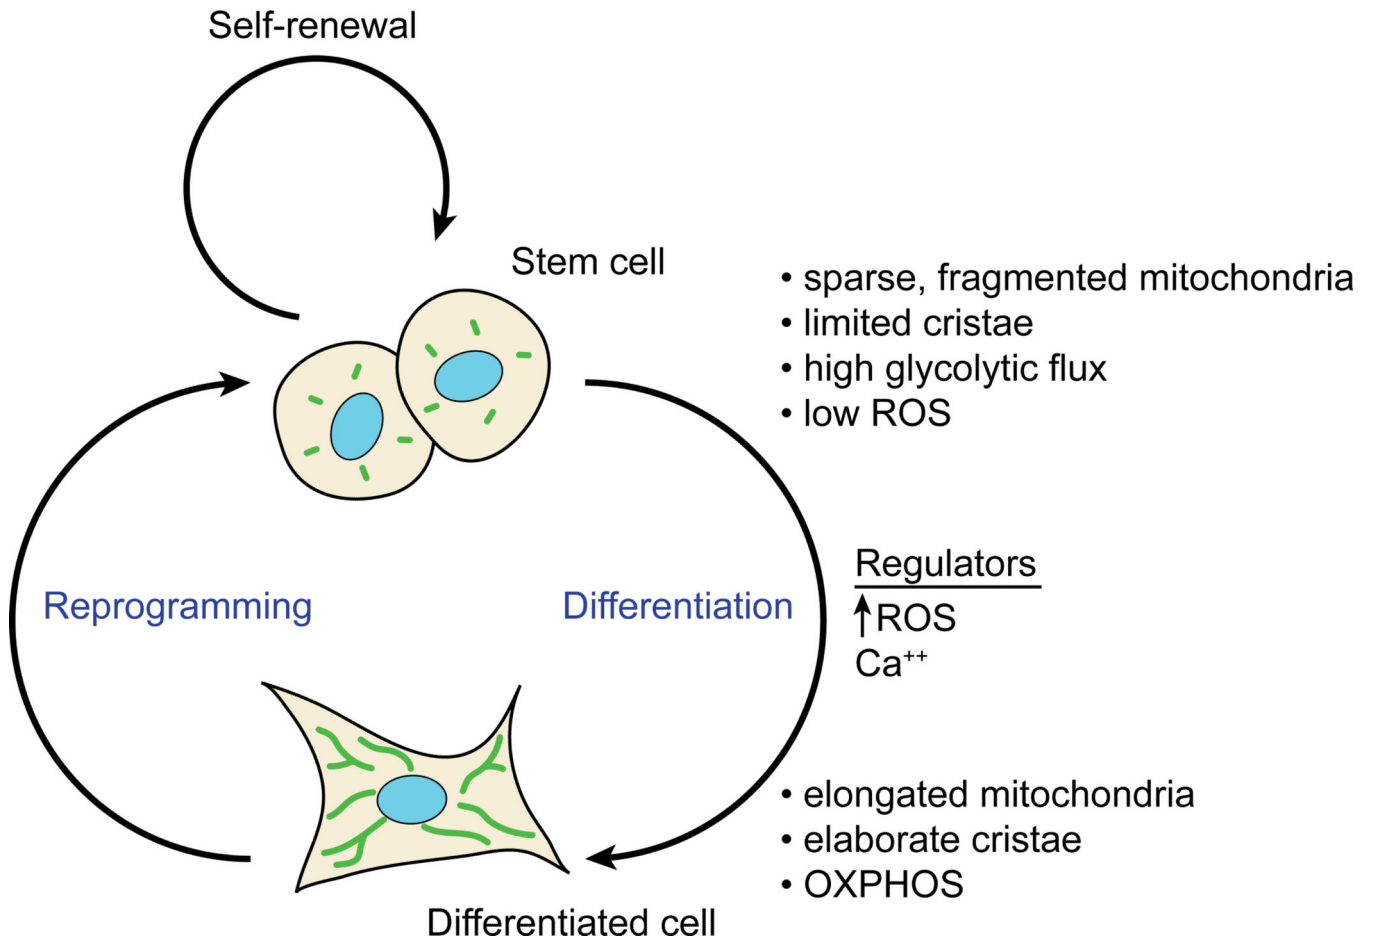 Self-renewal
Stem cell
• sparse, fragmented mitochondria
• limited cristae
• high glycolytic flux
• low ROS
Regulators
↑ROS
Ca⁺⁺
Reprogramming
Differentiation
• elongated mitochondria
• elaborate cristae
• OXPHOS
Differentiated cell